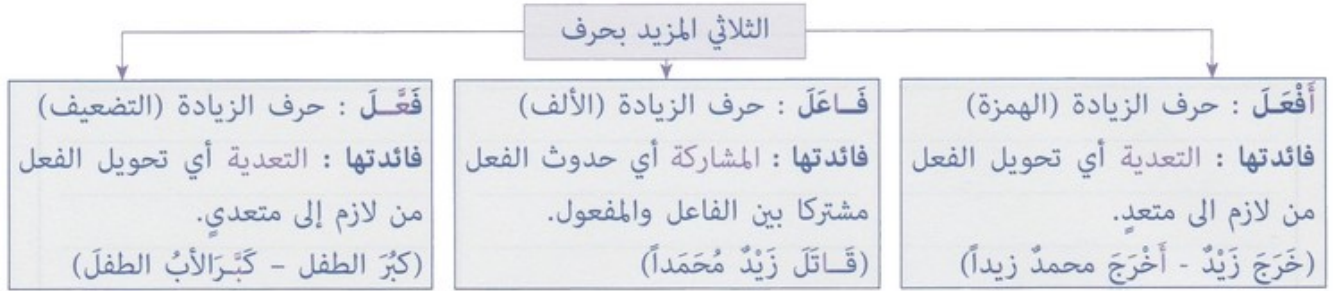 الثلاثي المزيد بحرف
أَفْعَلَ : حرف الزيادة (الهمزة)
فائدتها : التعدية أي تحويل الفعل
من لازم الى متعدٍ.
(خَرَجَ زَيْدٌ - أَخْرَجَ محمدٌ زيداً)
فَـاعَلَ : حرف الزيادة (الألف)
فائدتها : المشاركة أي حدوث الفعل
مشتركا بين الفاعل والمفعول.
(قَـاتَلَ زَيْدٌ مُحَمَداً)
فَعَّـلَ : حرف الزيادة (التضعيف)
فائدتها : التعدية أي تحويل الفعل
من لازم إلى متعديٍ.
(كبُرَ الطفل – كَبَّـرَالأبُ الطفلَ)